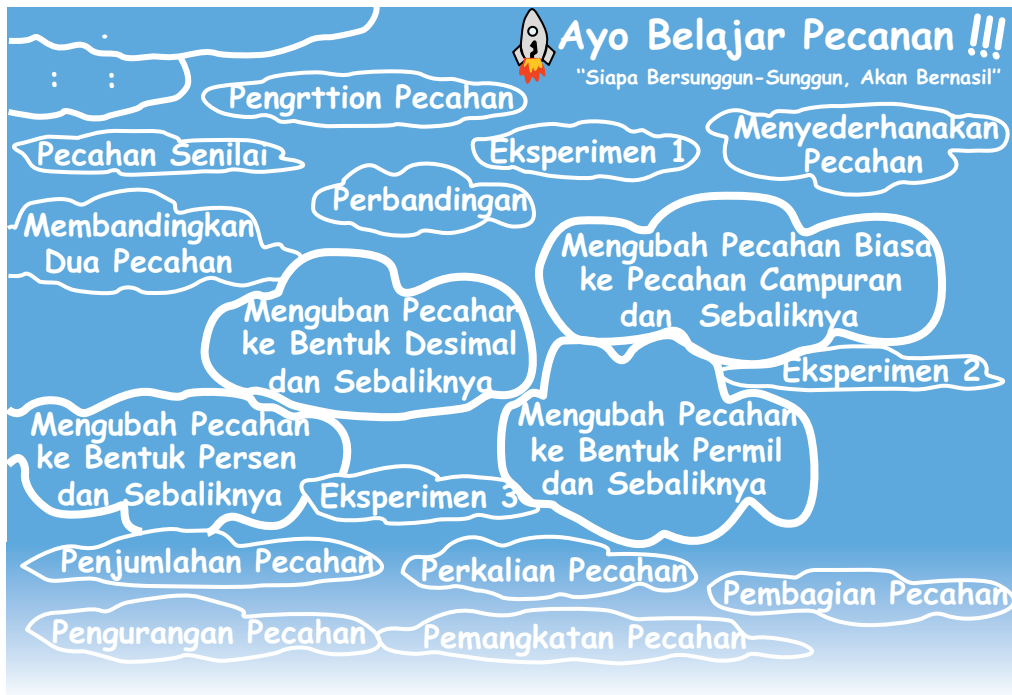 Ayo Belajar Pecanan !!!
"Siapa Bersunggun-Sunggun, Akan Bernasil"
:    :
Pengrttion Pecahan
Pecahan Senilai
Eksperimen 1
Menyederhanakan
Pecahan
Perbandingan
Membandingkan
Dua Pecahan
Mengubah Pecahan Biasa
ke Pecahan Campuran
dan Sebaliknya
Menguban Pecahar
ke Bentuk Desimal
dan Sebaliknya
Eksperimen 2
Mengubah Pecahan
ke Bentuk Persen
dan Sebaliknya
Mengubah Pecahan
ke Bentuk Permil
dan Sebaliknya
Eksperimen 3
Penjumlahan Pecahan
Perkalian Pecahan
Pembagian Pecahan
Pengurangan Pecahan
Pemangkatan Pecahan